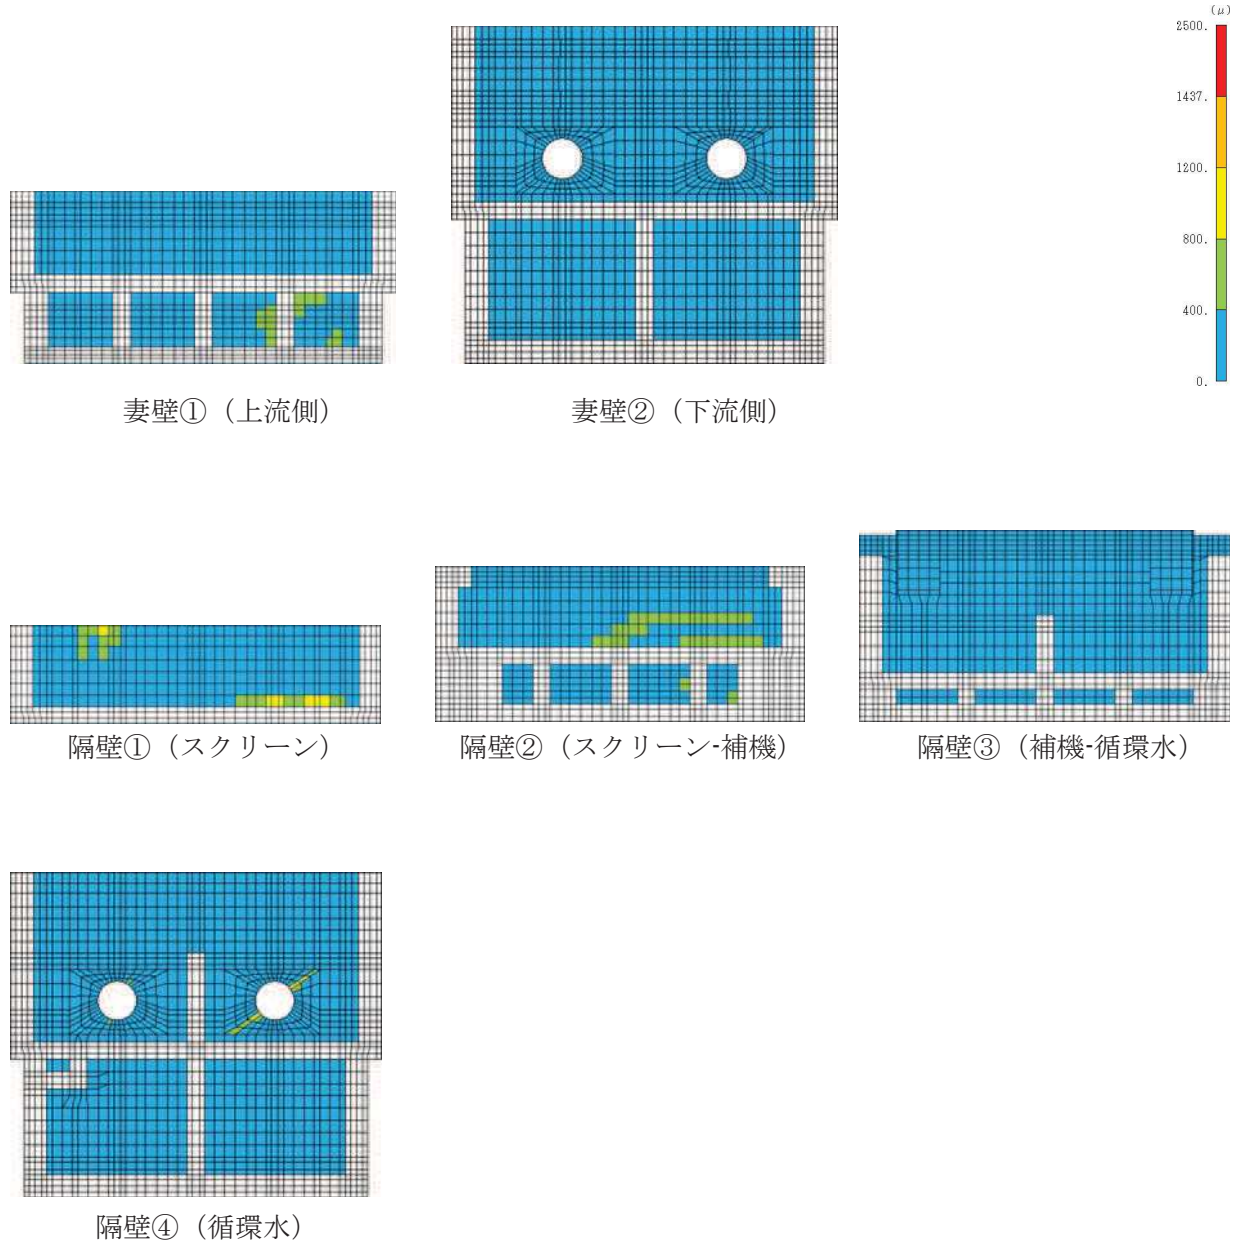 (μ)
2500.
1437.
1200.
800.
400.
0.
妻壁①（上流側）
妻壁②（下流側）
隔壁①（スクリーン）
隔壁②（スクリーン-補機）
隔壁③（補機-循環水）
隔壁④（循環水）